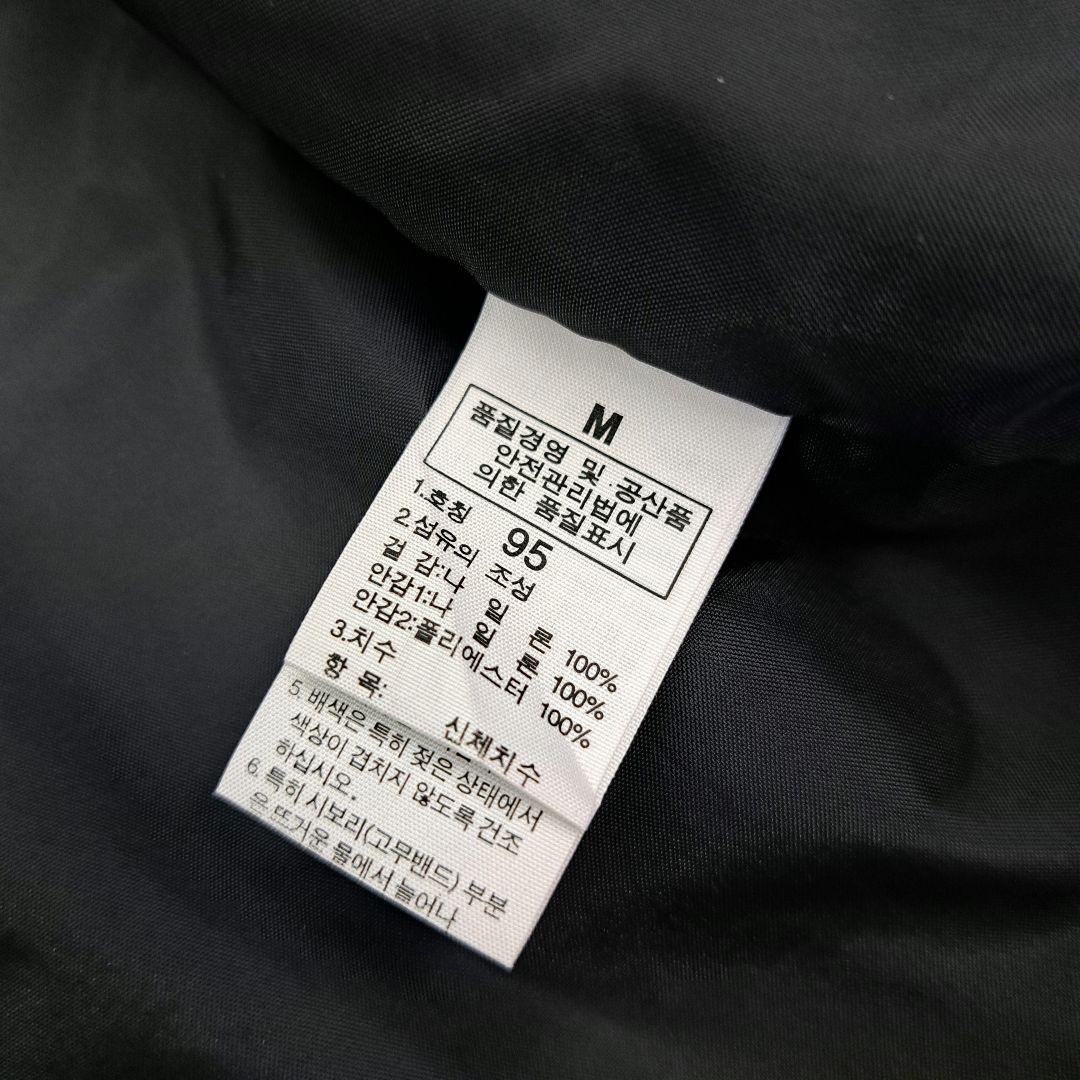 M
품질경영 및 공산품
안전관리법에
의한 품질표시
1.호칭 95
2.섬유의 조성
겉 감:나 일 론 100%
안감1:나 일 론 100%
안감2:폴리에스터 100%
3.치수
항 목: 신체치수
5. 배색은 특히 젖은 상태에서
색상이 겹치지 않도록 건조
하십시오.
6. 특히 시보리(고무밴드) 부분
은 뜨거운 물에서 늘어나